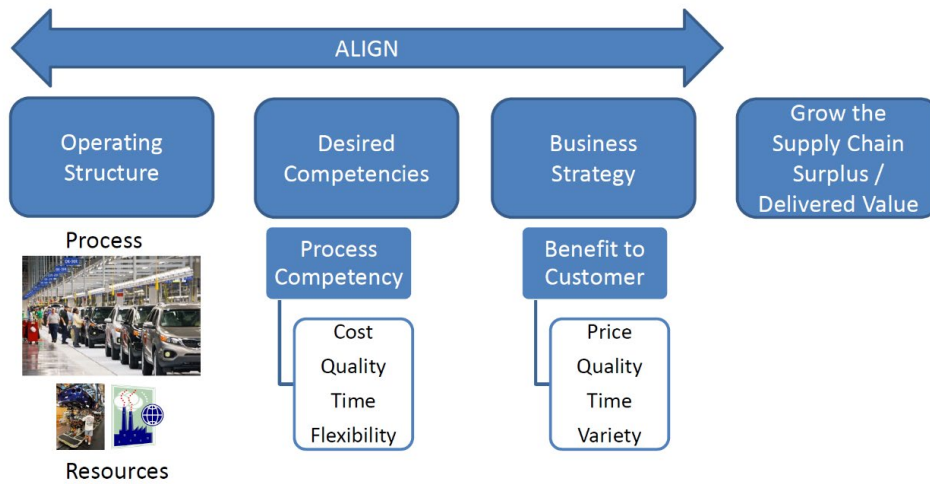 ALIGN
Operating
Structure
Desired
Competencies
Business
Strategy
Grow the
Supply Chain
Surplus /
Delivered Value
Process
Resources
Process
Competency
Cost
Quality
Time
Flexibility
Benefit to
Customer
Price
Quality
Time
Variety